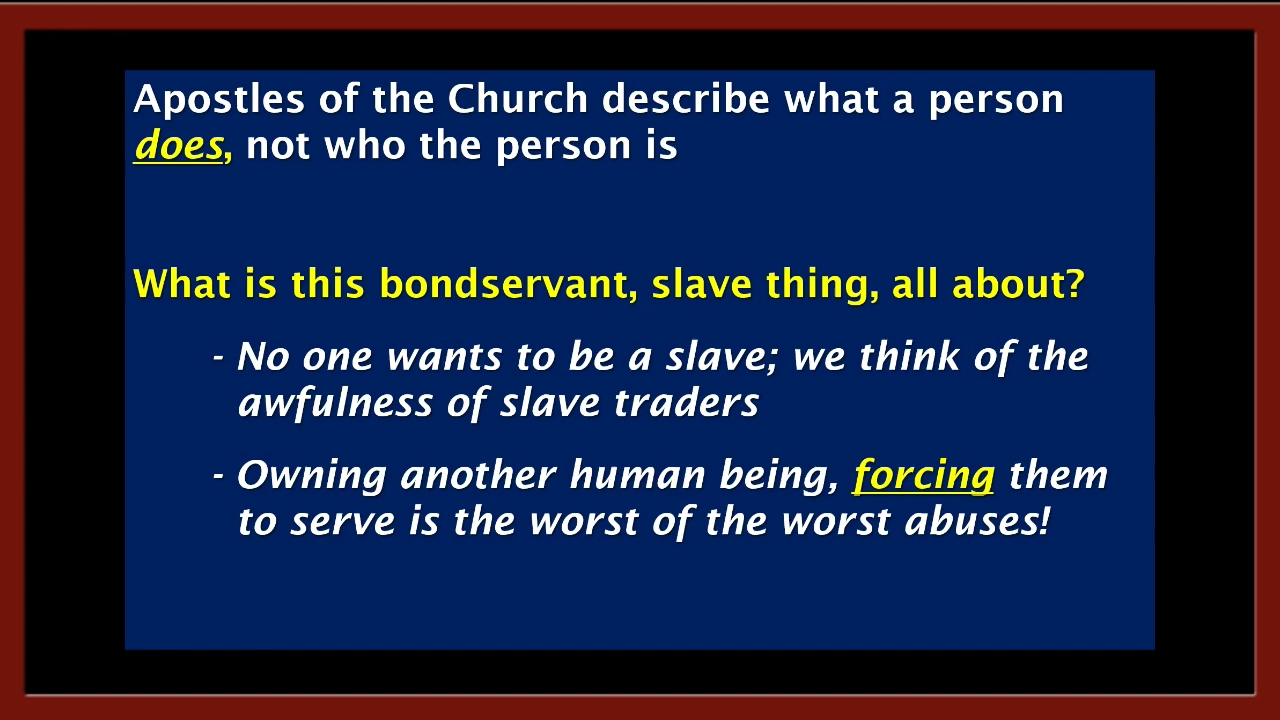 Apostles of the Church describe what a person
does, not who the person is
What is this bondservant, slave thing, all about?
- No one wants to be a slave; we think of the
awfulness of slave traders
- Owning another human being, forcing them
to serve is the worst of the worst abuses!